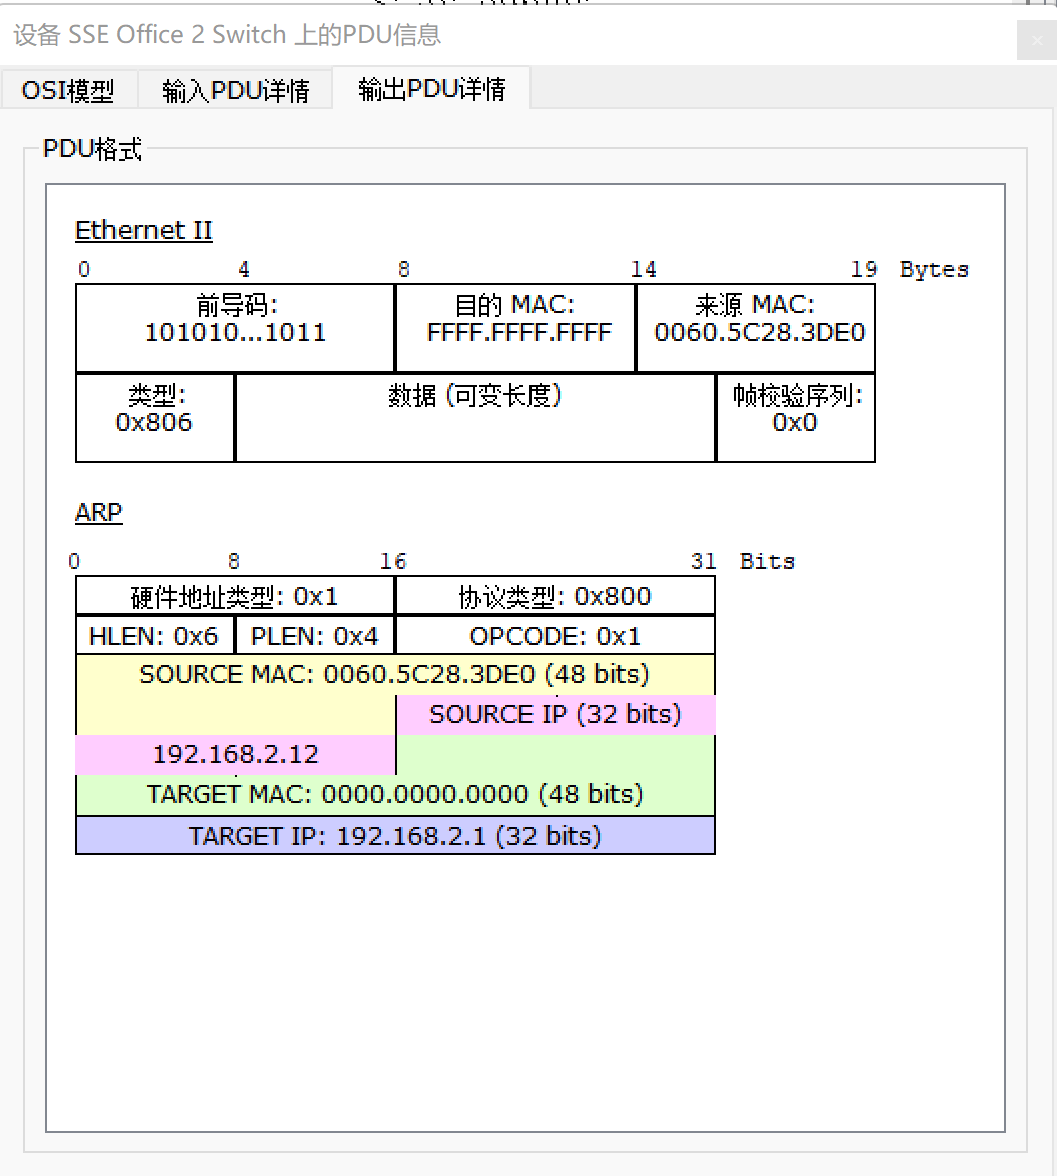 设备 SSE Office 2 Switch 上的PDU信息
OSI模型 输入PDU详情 输出PDU详情
PDU格式
Ethernet II
0 4 8 14 19 Bytes
前导码: 目的 MAC: 来源 MAC:
101010...1011 FFFF.FFFF.FFFF 0060.5C28.3DE0
类型: 数据 (可变长度) 帧校验序列:
0x806 0x0
ARP
0 8 16 31 Bits
硬件地址类型: 0x1 协议类型: 0x800
HLEN: 0x6 PLEN: 0x4 OPCODE: 0x1
SOURCE MAC: 0060.5C28.3DE0 (48 bits)
SOURCE IP (32 bits)
192.168.2.12
TARGET MAC: 0000.0000.0000 (48 bits)
TARGET IP: 192.168.2.1 (32 bits)